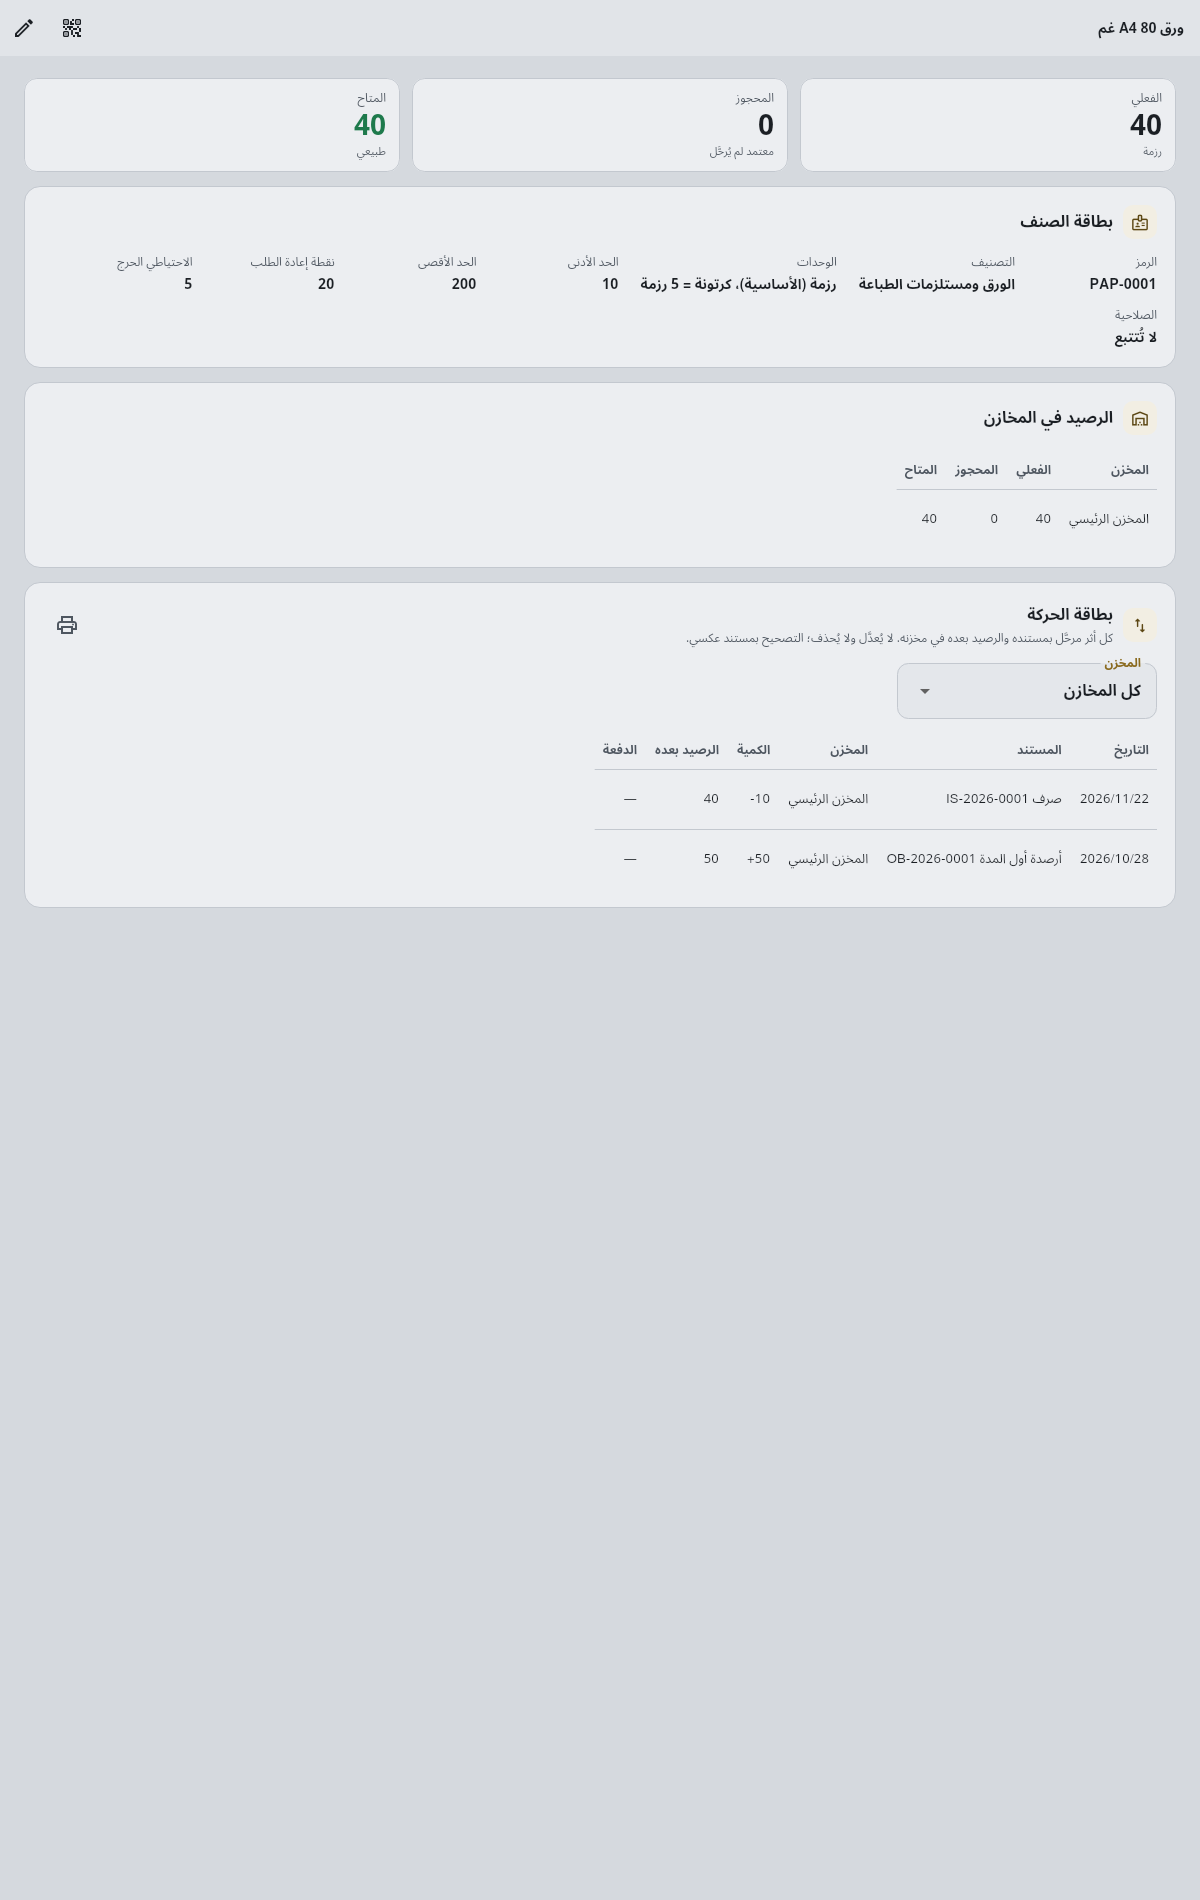 ورق A4 80 غم
الفعلي
40
رزمة
المحجوز
0
معتمد لم يُرحَّل
المتاح
40
طبيعي
بطاقة الصنف
الرمز
PAP-0001
التصنيف
الورق ومستلزمات الطباعة
الوحدات
رزمة (الأساسية)، كرتونة = 5 رزمة
الحد الأدنى
10
الحد الأقصى
200
نقطة إعادة الطلب
20
الاحتياطي الحرج
5
الصلاحية
لا تُتتبع
الرصيد في المخازن
المخزن الفعلي المحجوز المتاح
المخزن الرئيسي 40 0 40
بطاقة الحركة
كل أثر مرحَّل بمستنده والرصيد بعده في مخزنه. لا يُعدَّل ولا يُحذف؛ التصحيح بمستند عكسي.
المخزن
كل المخازن
التاريخ المستند المخزن الكمية الرصيد بعده الدفعة
2026/11/22 صرف IS-2026-0001 المخزن الرئيسي -10 40 —
2026/10/28 أرصدة أول المدة OB-2026-0001 المخزن الرئيسي +50 50 —